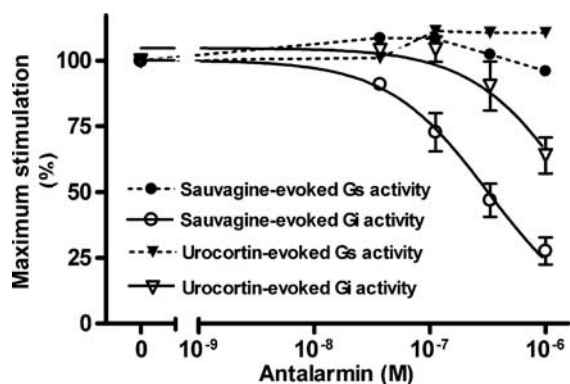 Maximum stimulation
(%)
100
75
50
25
0
Sauvagine-evoked Gs activity
Sauvagine-evoked Gi activity
Urocortin-evoked Gs activity
Urocortin-evoked Gi activity
0 10⁻⁹ 10⁻⁸ 10⁻⁷ 10⁻⁶
Antalarmin (M)